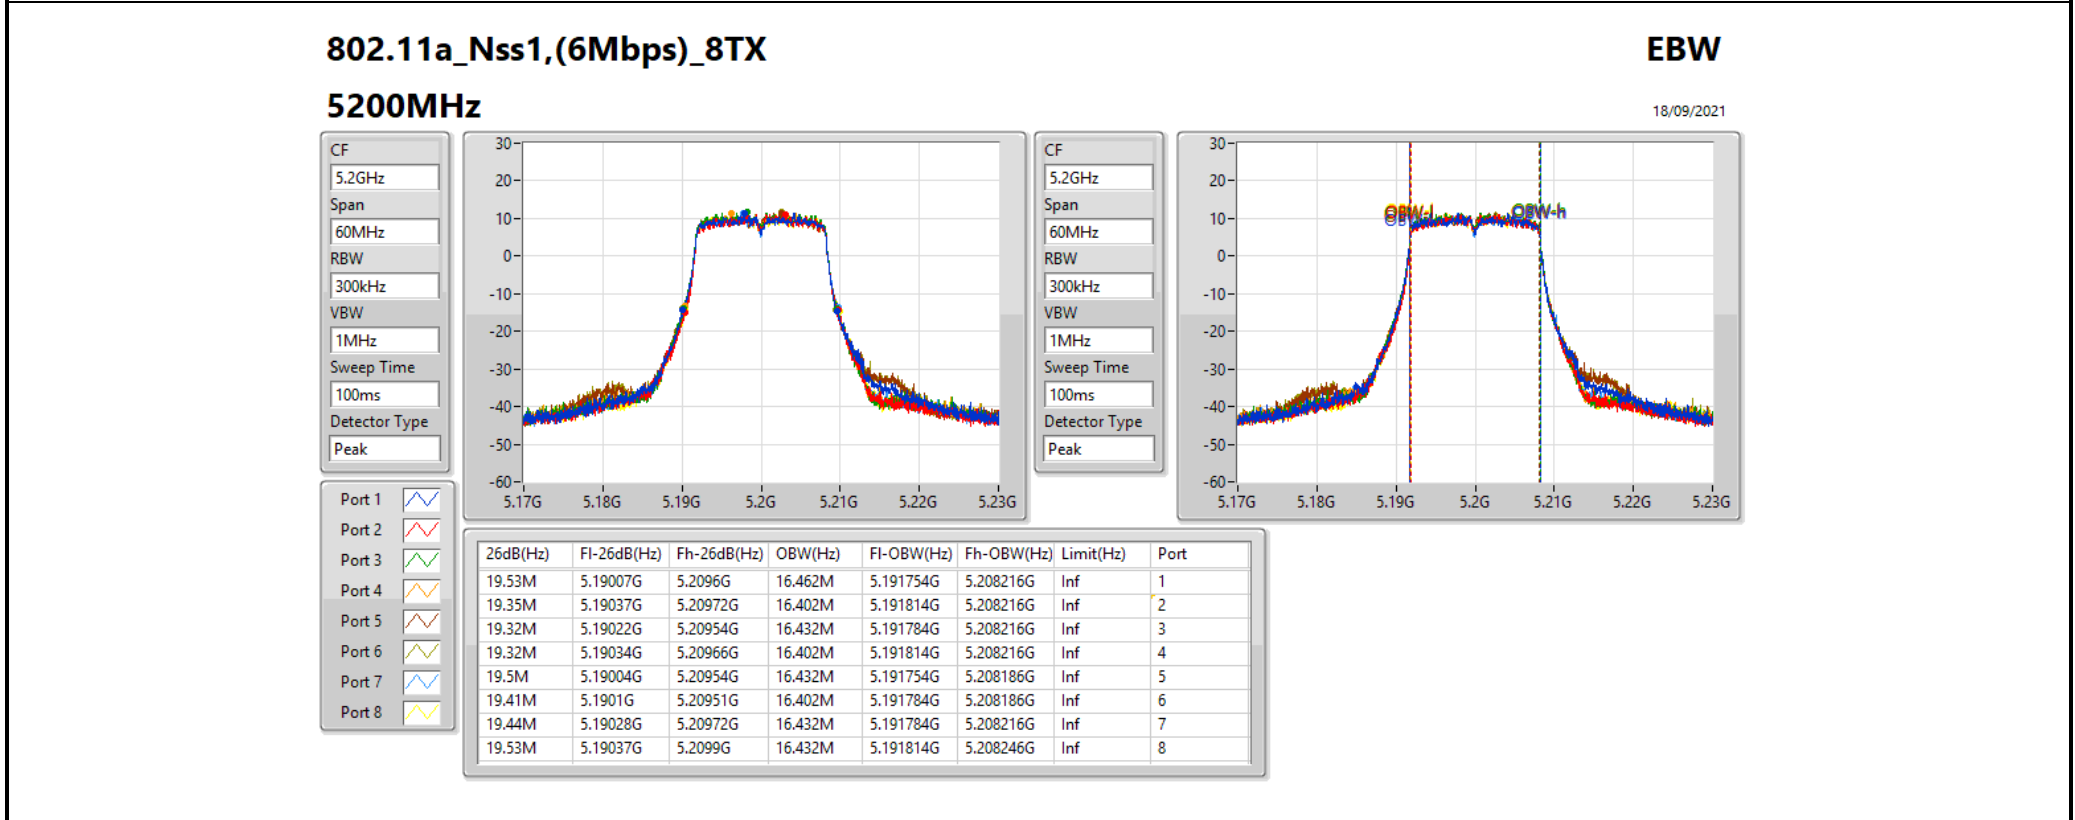 802.11a_Nss1,(6Mbps)_8TX
EBW
5200MHz
18/09/2021
CF
5.2GHz
Span
60MHz
RBW
300kHz
VBW
1MHz
Sweep Time
100ms
Detector Type
Peak
30
20
10
0
-10
-20
-30
-40
-50
-60
5.17G 5.18G 5.19G 5.2G 5.21G 5.22G 5.23G
CF
5.2GHz
Span
60MHz
RBW
300kHz
VBW
1MHz
Sweep Time
100ms
Detector Type
Peak
30
20
10
0
-10
-20
-30
-40
-50
-60
OBW-l OBW-h
5.17G 5.18G 5.19G 5.2G 5.21G 5.22G 5.23G
Port 1
Port 2
Port 3
Port 4
Port 5
Port 6
Port 7
Port 8
26dB(Hz) Fl-26dB(Hz) Fh-26dB(Hz) OBW(Hz) Fl-OBW(Hz) Fh-OBW(Hz) Limit(Hz) Port
19.53M 5.19007G 5.2096G 16.462M 5.191754G 5.208216G Inf 1
19.35M 5.19037G 5.20972G 16.402M 5.191814G 5.208216G Inf 2
19.32M 5.19022G 5.20954G 16.432M 5.191784G 5.208216G Inf 3
19.32M 5.19034G 5.20966G 16.402M 5.191814G 5.208216G Inf 4
19.5M 5.19004G 5.20954G 16.432M 5.191754G 5.208186G Inf 5
19.41M 5.1901G 5.20951G 16.402M 5.191784G 5.208186G Inf 6
19.44M 5.19028G 5.20972G 16.432M 5.191784G 5.208216G Inf 7
19.53M 5.19037G 5.2099G 16.432M 5.191814G 5.208246G Inf 8